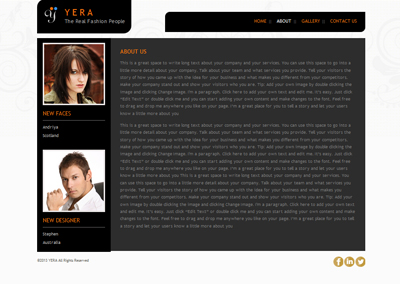 YERA
The Real Fashion People
HOME
ABOUT
GALLERY
CONTACT US
NEW FACES
Andriya
Scotland
NEW DESIGNER
Stephen
Australia
ABOUT US
This is a great space to write long text about your company and your services. You can use this space to go into a
little more detail about your company. Talk about your team and what services you provide. Tell your visitors the
story of how you came up with the idea for your business and what makes you different from your competitors.
make your company stand out and show your visitors who you are. Tip: Add your own image by double clicking the
image and clicking Change Image. I'm a paragraph. Click here to add your own text and edit me. It's easy. Just click
"Edit Text" or double click me and you can start adding your own content and make changes to the font. Feel free
to drag and drop me anywhere you like on your page. I'm a great place for you to tell a story and let your users
know a little more about you
This is a great space to write long text about your company and your services. You can use this space to go into a
little more detail about your company. Talk about your team and what services you provide. Tell your visitors the
story of how you came up with the idea for your business and what makes you different from your competitors.
make your company stand out and show your visitors who you are. Tip: Add your own image by double clicking the
image and clicking Change Image. I'm a paragraph. Click here to add your own text and edit me. It's easy. Just click
"Edit Text" or double click me and you can start adding your own content and make changes to the font. Feel free
to drag and drop me anywhere you like on your page. I'm a great place for you to tell a story and let your users
know a little more about you This is a great space to write long text about your company and your services. You
can use this space to go into a little more detail about your company. Talk about your team and what services you
provide. Tell your visitors the story of how you came up with the idea for your business and what makes you
different from your competitors. make your company stand out and show your visitors who you are. Tip: Add your
own image by double clicking the image and clicking Change Image. I'm a paragraph. Click here to add your own text
and edit me. It's easy. Just click "Edit Text" or double click me and you can start adding your own content and make
changes to the font. Feel free to drag and drop me anywhere you like on your page. I'm a great place for you to tell
a story and let your users know a little more about you
©2013 YERA All Rights Reserved